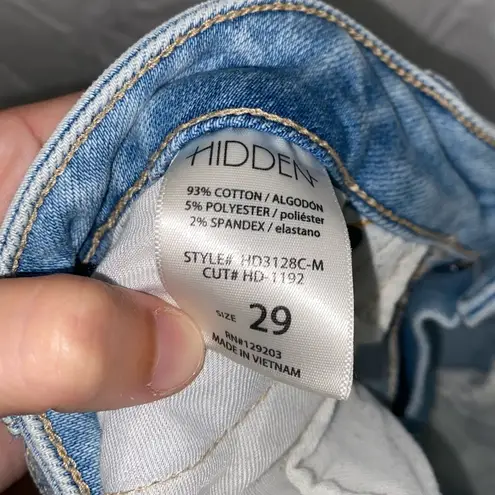 HIDDEN
93% COTTON / ALGODÓN
5% POLYESTER / poliéster
2% SPANDEX / elastano
STYLE# HD3128C-M
CUT# HD-1192
SIZE 29
RN#129203
MADE IN VIETNAM